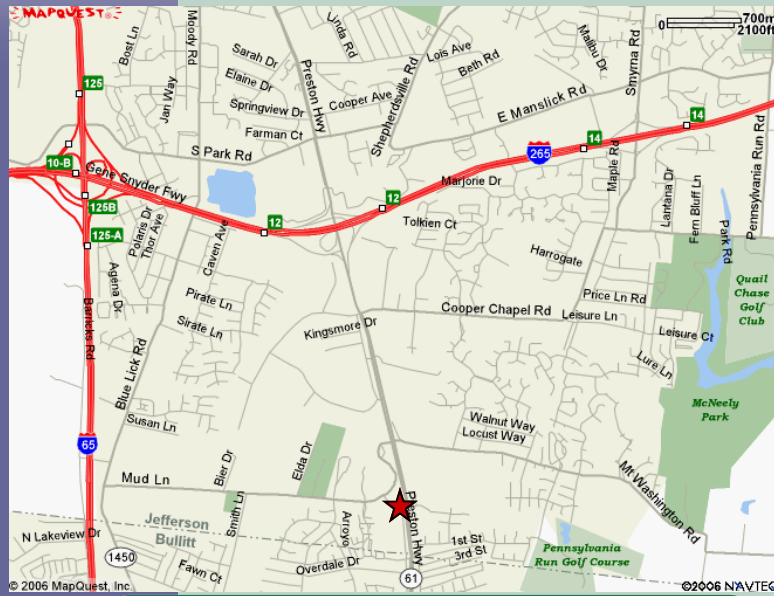 MAPQUEST
700m
0
2100ft
Bost Ln
Moody Rd
Linda Rd
Malibu Dr
Smyrna Rd
Sarah Dr
Lois Ave
Elaine Dr
Preston Hwy
Beth Rd
125
Jan Way
Springview Dr
Cooper Ave
Shepherdsville Rd
E Manslick Rd
Farman Ct
14
14
S Park Rd
265
10-B
Gene Snyder Fwy
Marjorie Dr
Maple Rd
Pennsylvania Run Rd
12
Lantana Dr
Fern Bluff Ln
125B
Polaris Dr
Thor Ave
12
Tolkien Ct
Park Rd
125-A
Caven Ave
Harrogate
Agena Dr
Quail
Chase
Golf
Club
Pirate Ln
Price Ln Rd
Cooper Chapel Rd
Leisure Ln
Barricks Rd
Sirate Ln
Kingsmore Dr
Leisure Ct
Blue Lick Rd
Lure Ln
McNeely
Park
Susan Ln
Walnut Way
Locust Way
65
Bier Dr
Elda Dr
Mud Ln
Mt Washington Rd
Smith Ln
Preston Hwy
Jefferson
Bullitt
Arroyo
N Lakeview Dr
1st St
3rd St
1450
Pennsylvania
Run Golf Course
Fawn Ct
Overdale Dr
61
© 2006 MapQuest, Inc.
©2006 NAVTEQ